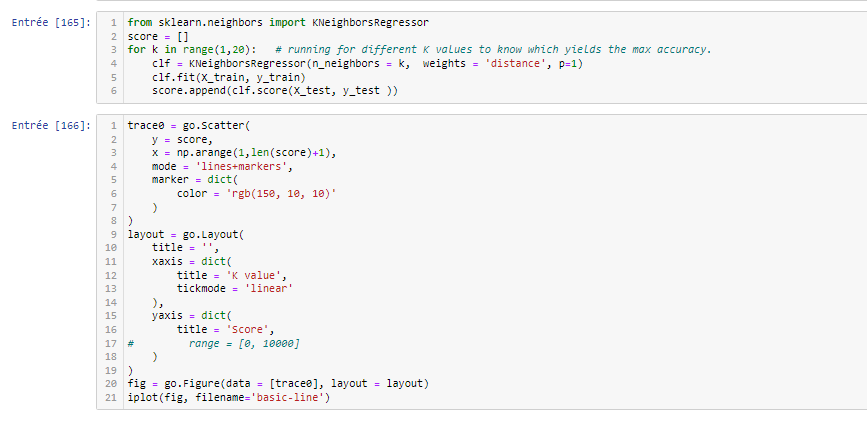 Entrée [165]:
1 from sklearn.neighbors import KNeighborsRegressor
2 score = []
3 for k in range(1,20):   # running for different K values to know which yields the max accuracy.
4     clf = KNeighborsRegressor(n_neighbors = k,  weights = 'distance', p=1)
5     clf.fit(X_train, y_train)
6     score.append(clf.score(X_test, y_test ))
Entrée [166]:
1 trace0 = go.Scatter(
2     y = score,
3     x = np.arange(1,len(score)+1),
4     mode = 'lines+markers',
5     marker = dict(
6         color = 'rgb(150, 10, 10)'
7     )
8 )
9 layout = go.Layout(
10     title = '',
11     xaxis = dict(
12         title = 'K value',
13         tickmode = 'linear'
14     ),
15     yaxis = dict(
16         title = 'Score',
17 #         range = [0, 10000]
18     )
19 )
20 fig = go.Figure(data = [trace0], layout = layout)
21 iplot(fig, filename='basic-line')